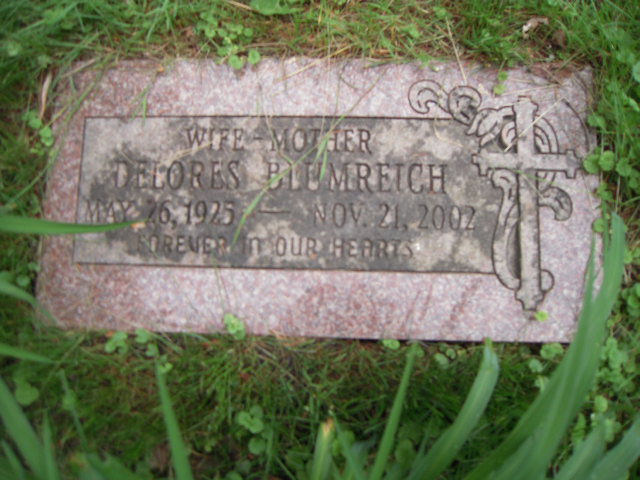 WIFE - MOTHER
DELORES BLUMREICH
MAY 26, 1925 — NOV. 21, 2002
FOREVER IN OUR HEARTS